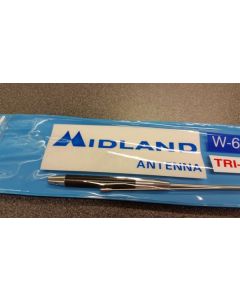 MIDLAND
ANTENNA
W-6
TRI-